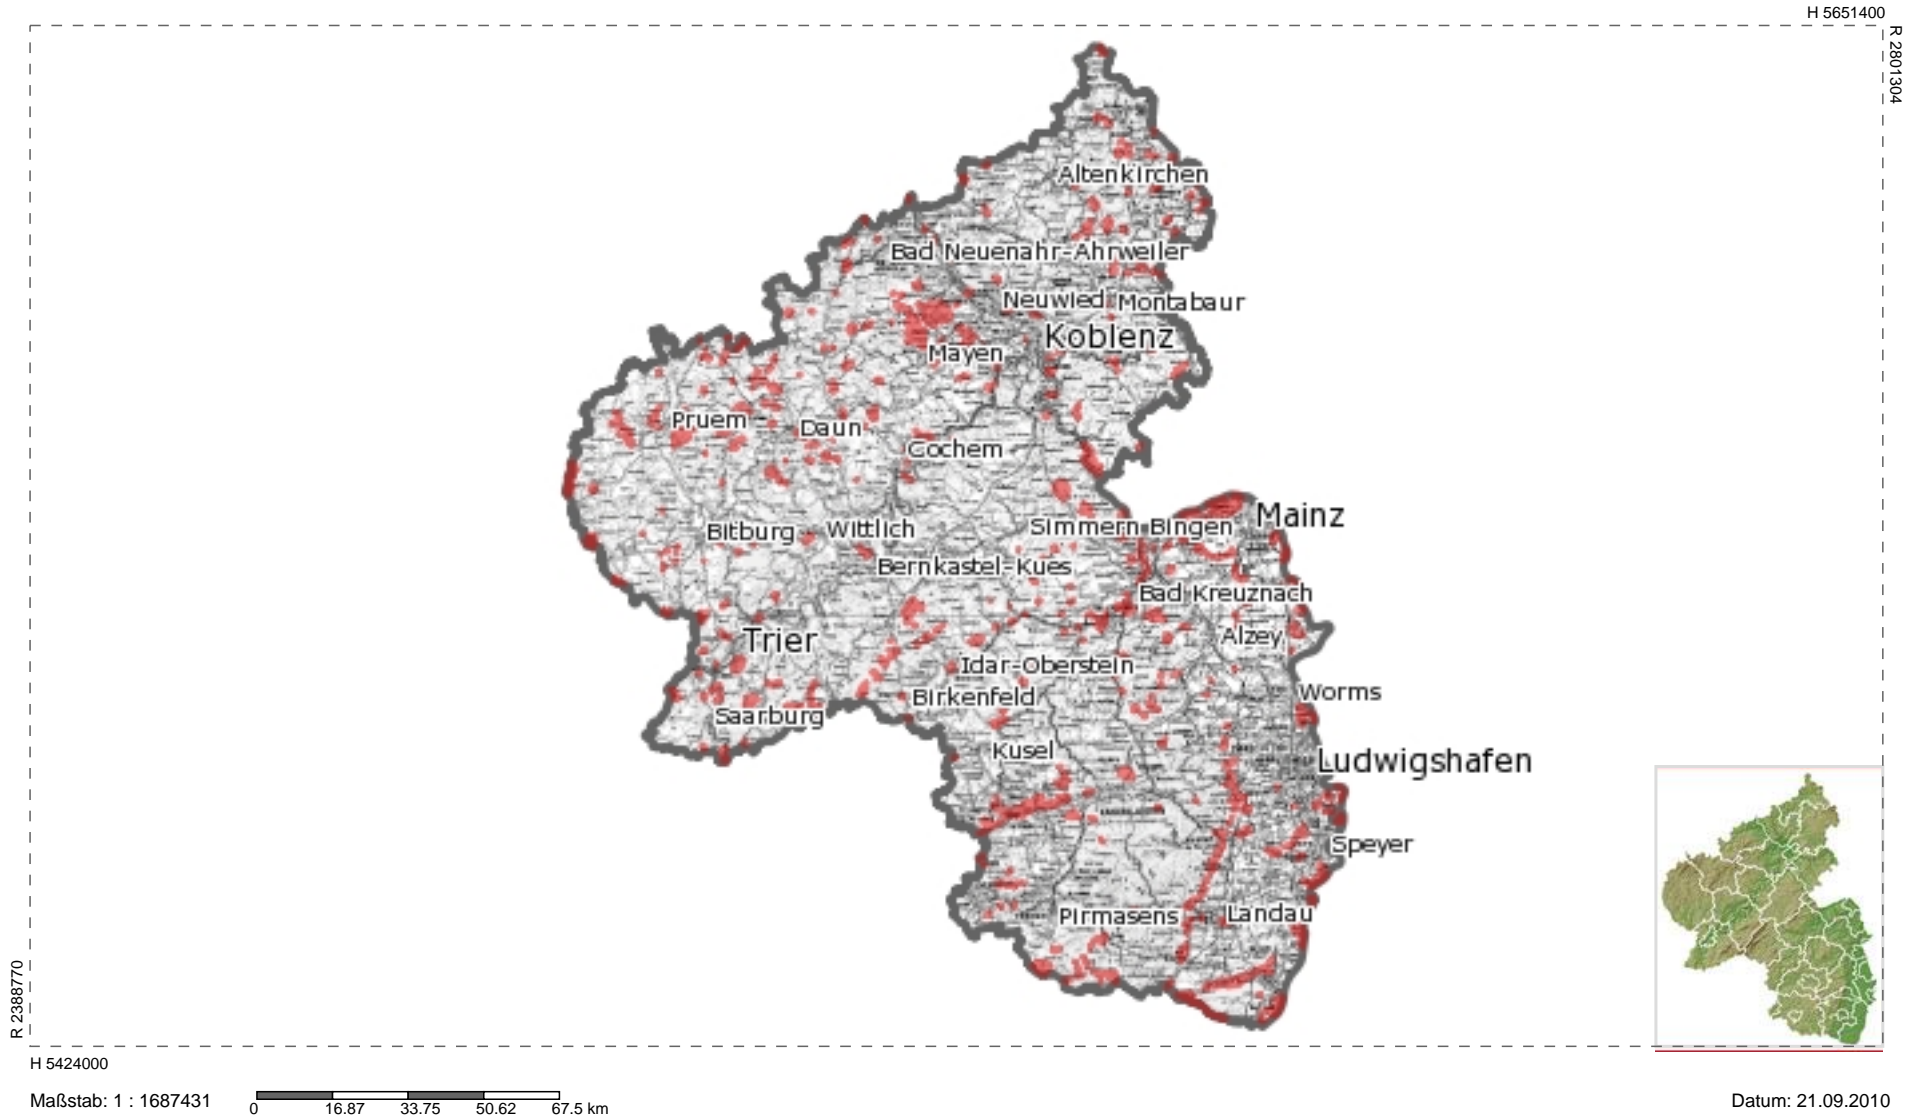 H 5651400
R 2801304
Altenkirchen
Bad Neuenahr-Ahrweiler
Neuwied
Montabaur
Koblenz
Mayen
Pruem
Daun
Cochem
Mainz
Simmern
Bingen
Bitburg
Wittlich
Bernkastel-Kues
Bad Kreuznach
Trier
Alzey
Idar-Oberstein
Birkenfeld
Worms
Saarburg
Kusel
Ludwigshafen
Speyer
Pirmasens
Landau
R 2388770
H 5424000
Maßstab: 1 : 1687431
0 16.87 33.75 50.62 67.5 km
Datum: 21.09.2010